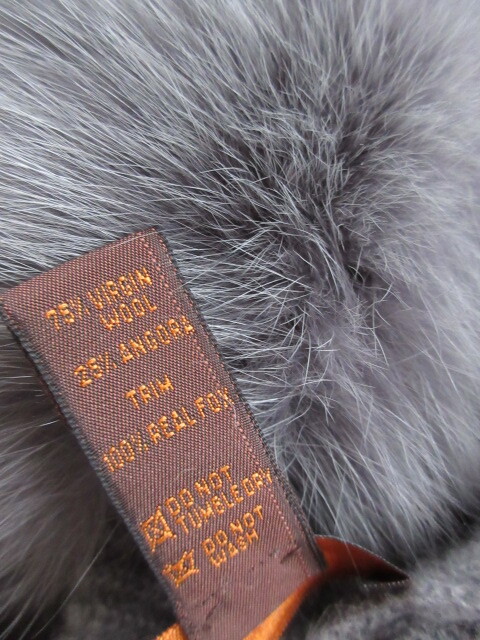 75% VIRGIN
WOOL
25% ANGORA
TRIM
100% REAL FOX
DO NOT
TUMBLE DRY
DO NOT
WASH